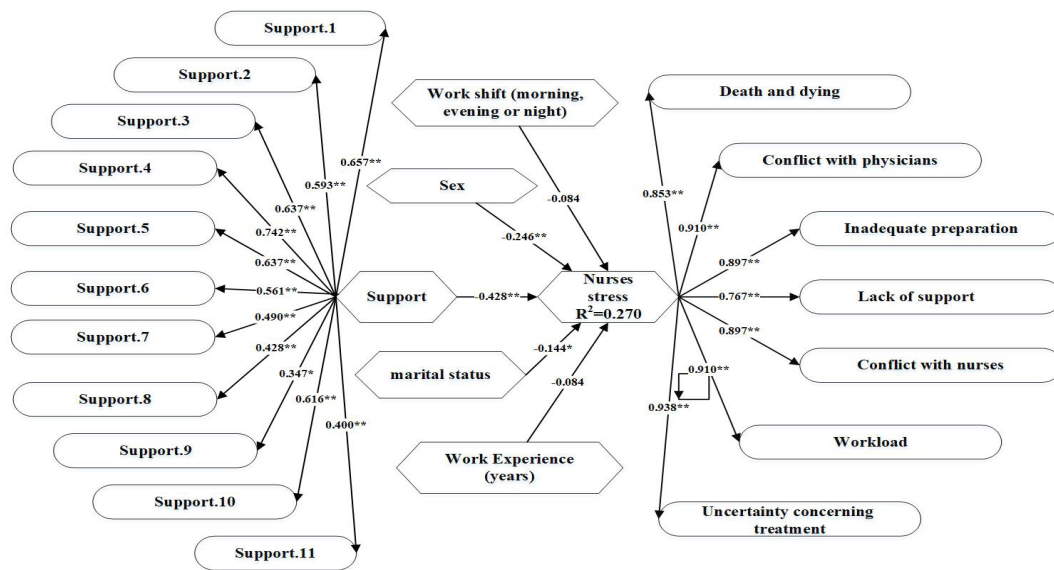 Support.1
Support.2
Support.3
Support.4
Support.5
Support.6
Support.7
Support.8
Support.9
Support.10
Support.11
0.657**
0.593**
0.637**
0.742**
0.637**
0.561**
0.490**
0.428**
0.347*
0.616**
0.400**
Work shift (morning,
evening or night)
Sex
Support
marital status
Work Experience
(years)
-0.084
-0.246**
-0.428**
-0.144*
-0.084
Nurses
stress
R²=0.270
0.853**
0.910**
0.897**
0.767**
0.897**
0.910**
0.938**
Death and dying
Conflict with physicians
Inadequate preparation
Lack of support
Conflict with nurses
Workload
Uncertainty concerning
treatment